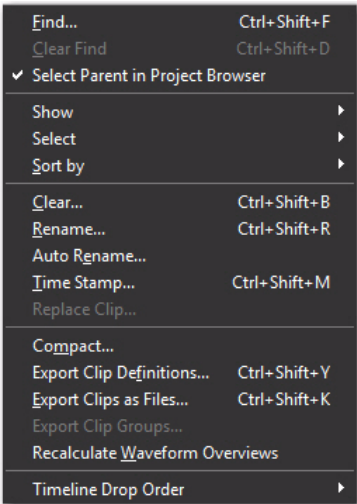 Find... Ctrl+Shift+F
Clear Find Ctrl+Shift+D
✓ Select Parent in Project Browser
Show
Select
Sort by
Clear... Ctrl+Shift+B
Rename... Ctrl+Shift+R
Auto Rename...
Time Stamp... Ctrl+Shift+M
Replace Clip...
Compact...
Export Clip Definitions... Ctrl+Shift+Y
Export Clips as Files... Ctrl+Shift+K
Export Clip Groups...
Recalculate Waveform Overviews
Timeline Drop Order